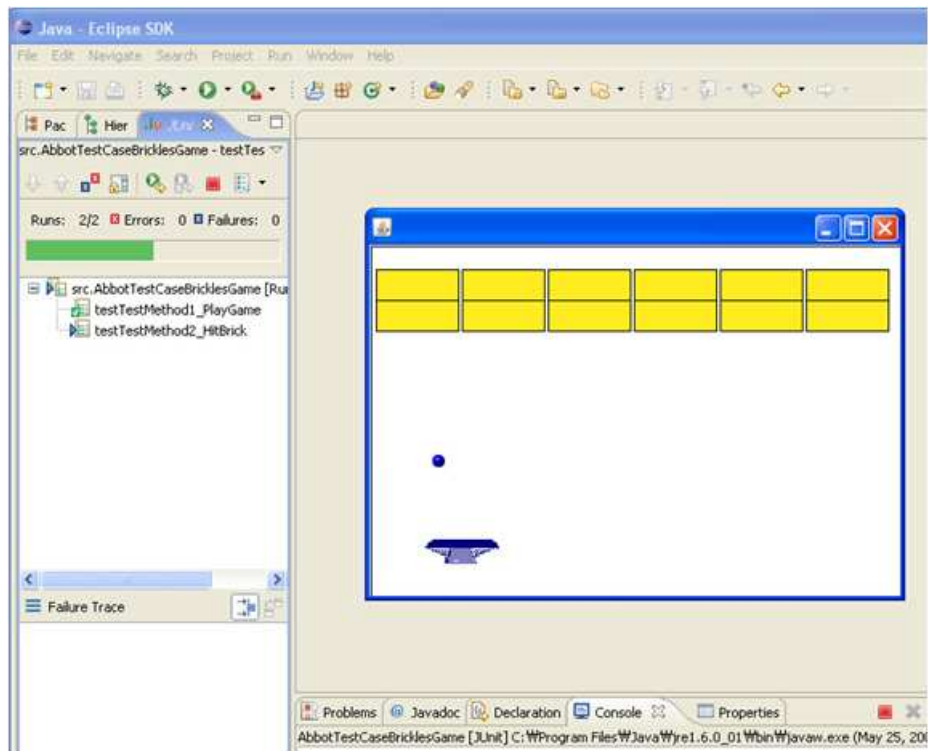 Java - Eclipse SDK
File Edit Navigate Search Project Run Window Help
Pac Hier
src.AbbotTestCaseBricklesGame - testTes
Runs: 2/2 Errors: 0 Failures: 0
src.AbbotTestCaseBricklesGame [Ru
testTestMethod1_PlayGame
testTestMethod2_HitBrick
Failure Trace
Problems Javadoc Declaration Console Properties
AbbotTestCaseBricklesGame [JUnit] C:₩Program Files₩Java₩jre1.6.0_01₩bin₩javaw.exe (May 25, 200